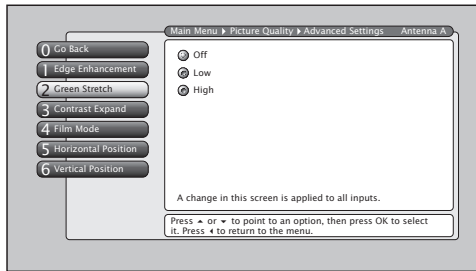 Main Menu ▶ Picture Quality ▶ Advanced Settings Antenna A
0 Go Back
1 Edge Enhancement
2 Green Stretch
3 Contrast Expand
4 Film Mode
5 Horizontal Position
6 Vertical Position
Off
Low
High
A change in this screen is applied to all inputs.
Press ▲ or ▼ to point to an option, then press OK to select
it. Press ◀ to return to the menu.